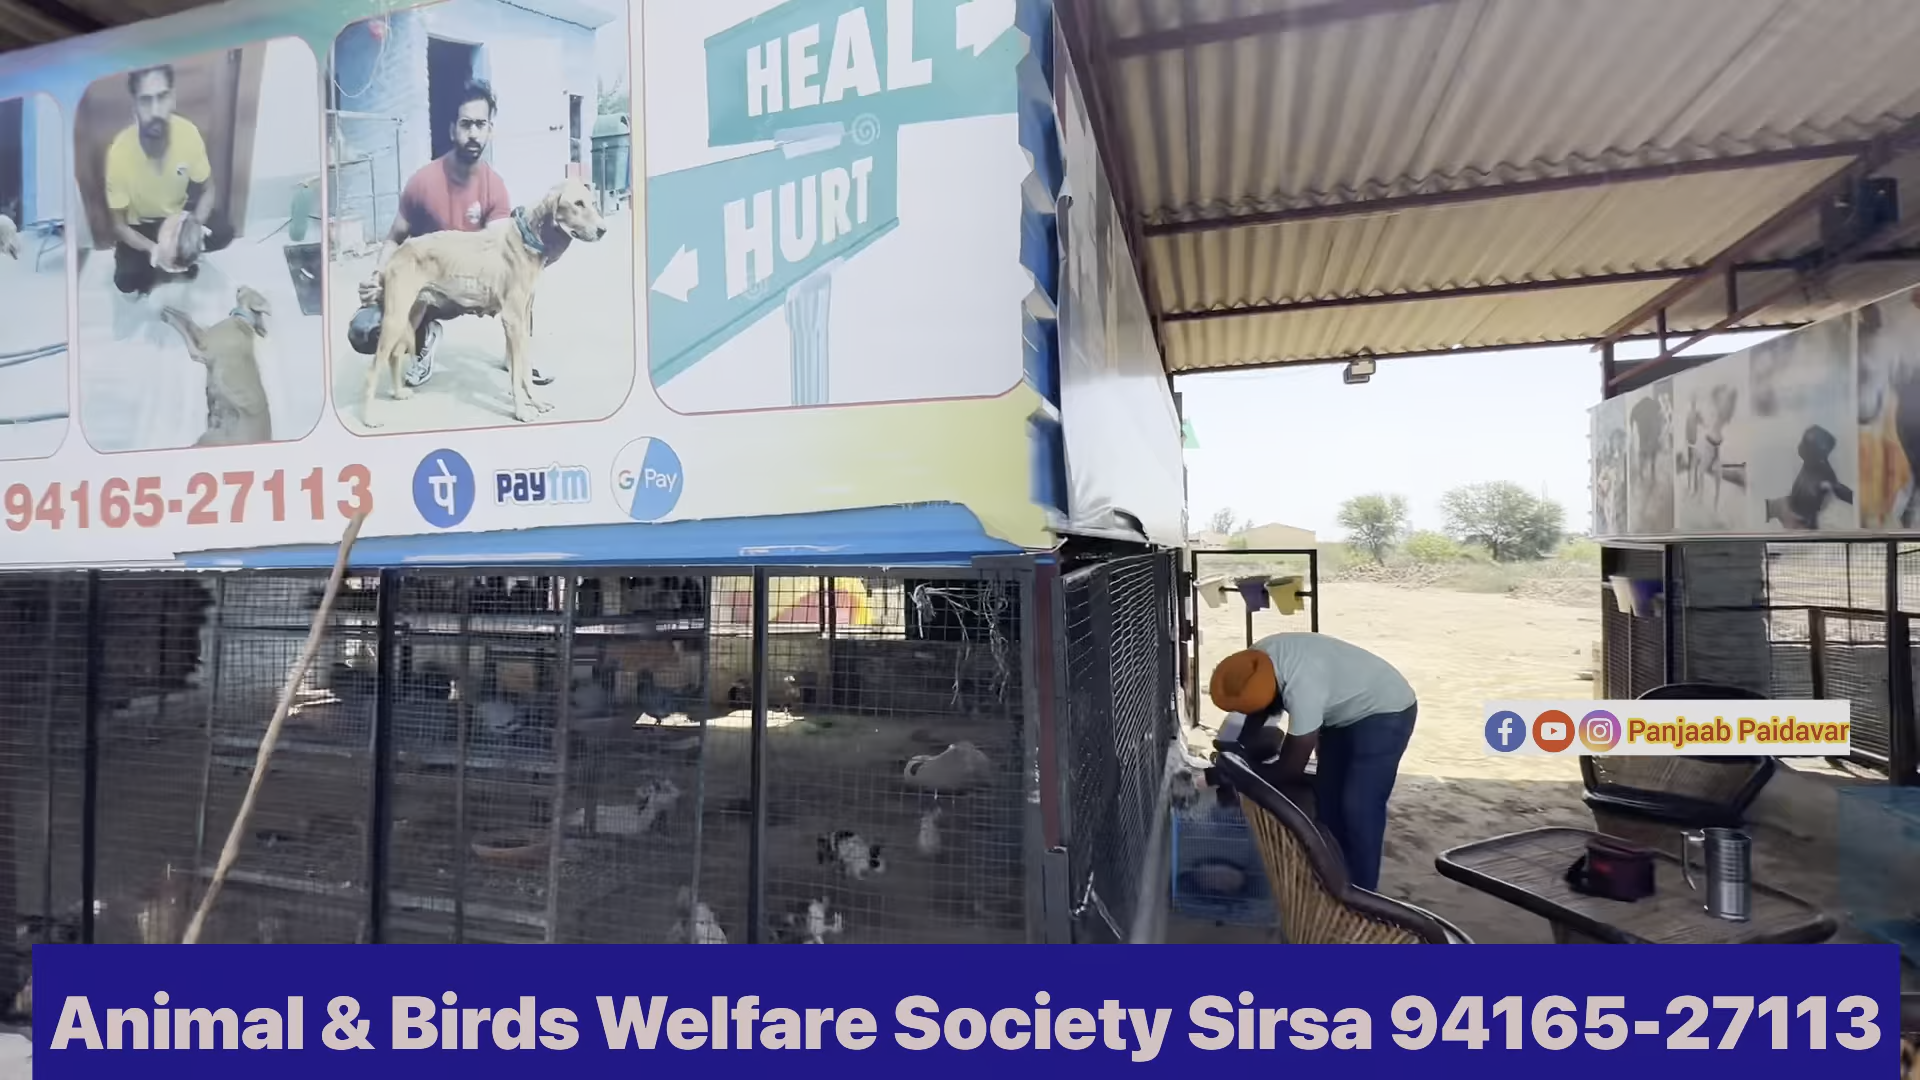 HEAL
HURT
94165-27113
पे
paytm
G Pay
Panjaab Paidavar
Animal & Birds Welfare Society Sirsa 94165-27113